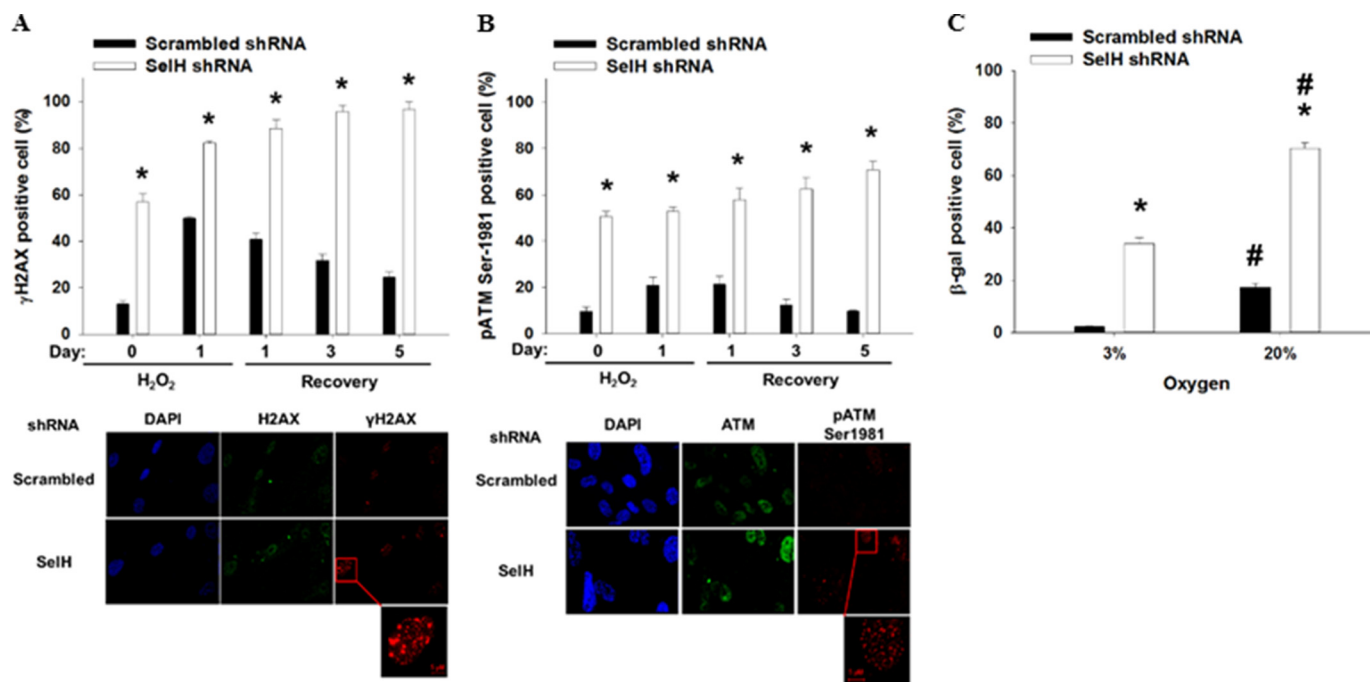 A
Scrambled shRNA
SelH shRNA
γH2AX positive cell (%)
100
80
60
40
20
0
Day: 0 1 1 3 5
H₂O₂ Recovery
shRNA DAPI H2AX γH2AX
Scrambled
SelH
B
Scrambled shRNA
SelH shRNA
pATM Ser-1981 positive cell (%)
100
80
60
40
20
0
Day: 0 1 1 3 5
H₂O₂ Recovery
shRNA DAPI ATM pATM
Ser1981
Scrambled
SelH
C
Scrambled shRNA
SelH shRNA
β-gal positive cell (%)
100
80
60
40
20
0
* # # *
3% 20%
Oxygen